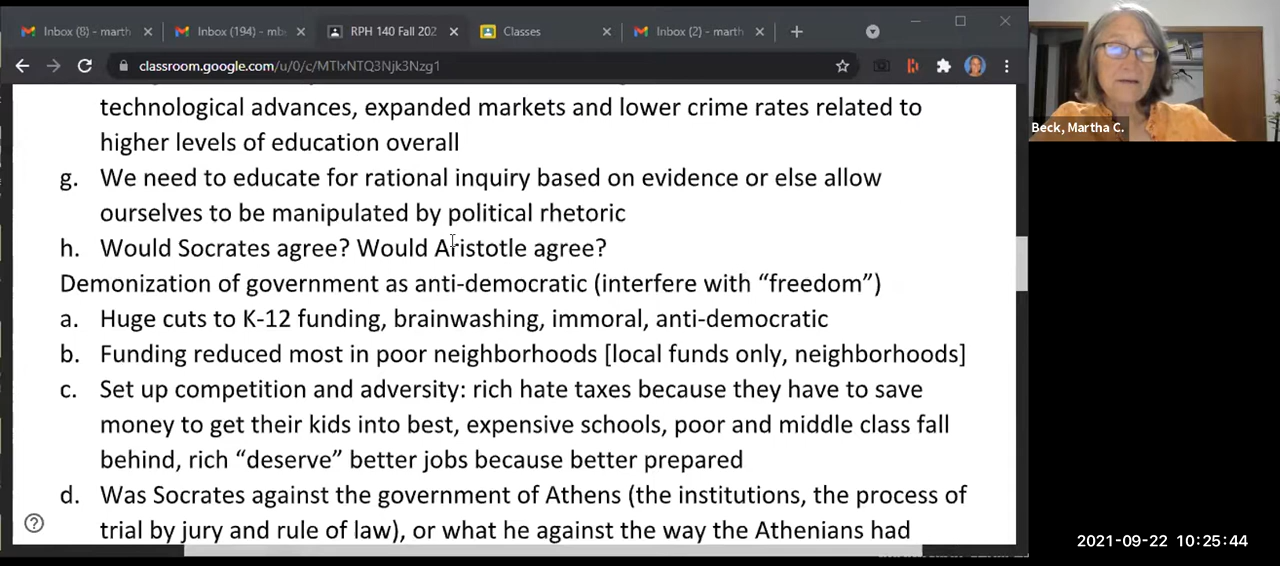 Inbox (8) - marth
Inbox (194) - mb
RPH 140 Fall 202
Classes
Inbox (2) - marth
classroom.google.com/u/0/c/MTIxNTQ3Njk3Nzg1
technological advances, expanded markets and lower crime rates related to
higher levels of education overall
g. We need to educate for rational inquiry based on evidence or else allow
ourselves to be manipulated by political rhetoric
h. Would Socrates agree? Would Aristotle agree?
Demonization of government as anti-democratic (interfere with “freedom”)
a. Huge cuts to K-12 funding, brainwashing, immoral, anti-democratic
b. Funding reduced most in poor neighborhoods [local funds only, neighborhoods]
c. Set up competition and adversity: rich hate taxes because they have to save
money to get their kids into best, expensive schools, poor and middle class fall
behind, rich “deserve” better jobs because better prepared
d. Was Socrates against the government of Athens (the institutions, the process of
trial by jury and rule of law), or what he against the way the Athenians had
Beck, Martha C.
2021-09-22 10:25:44